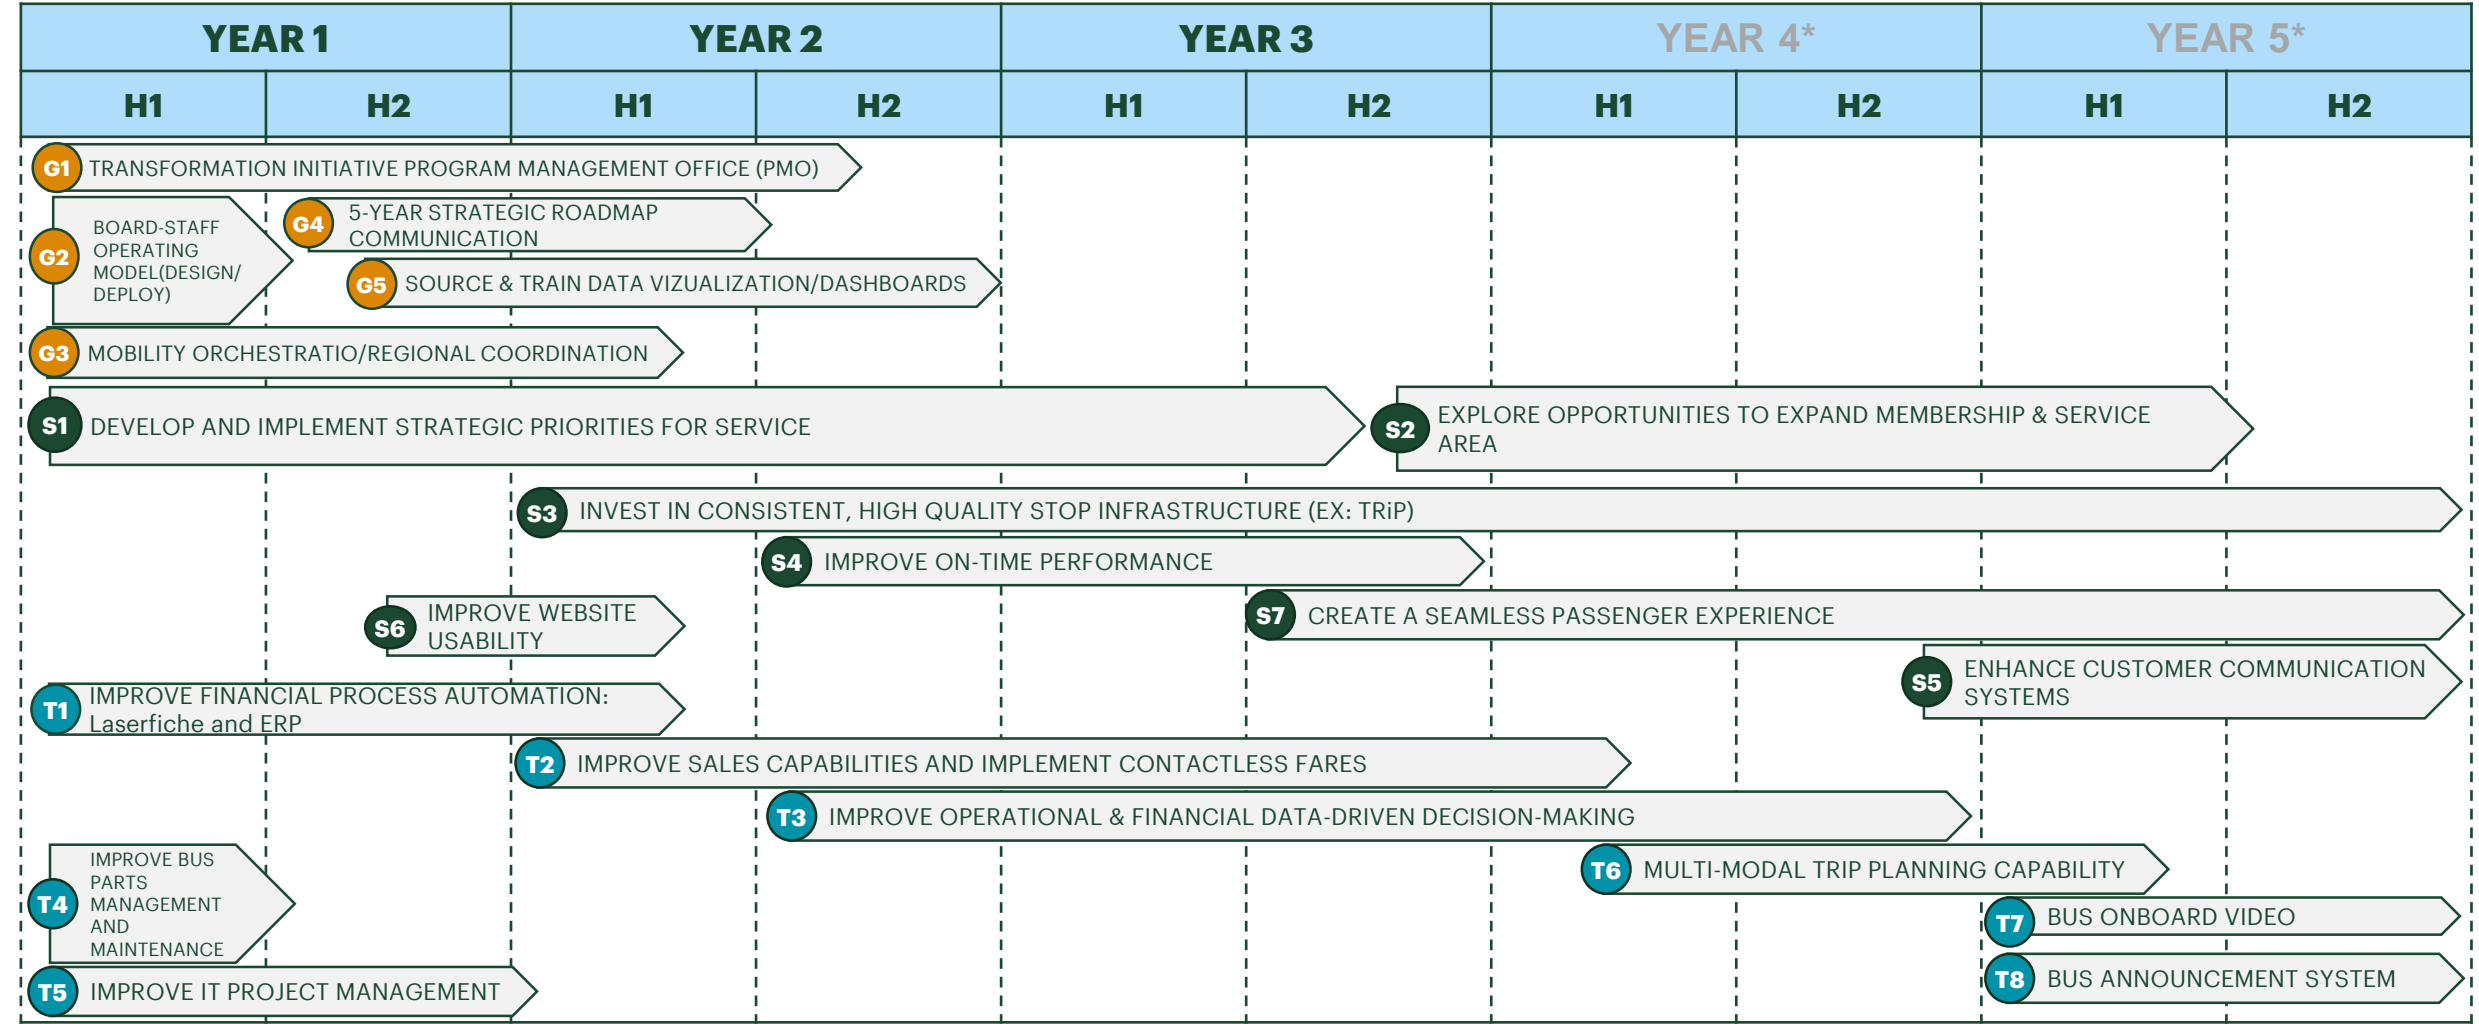 YEAR 1 YEAR 2 YEAR 3 YEAR 4* YEAR 5*
H1 H2 H1 H2 H1 H2 H1 H2 H1 H2
G1 TRANSFORMATION INITIATIVE PROGRAM MANAGEMENT OFFICE (PMO)
G2
BOARD-STAFF
OPERATING
MODEL(DESIGN/
DEPLOY)
G4
5-YEAR STRATEGIC ROADMAP
COMMUNICATION
G5 SOURCE & TRAIN DATA VIZUALIZATION/DASHBOARDS
G3 MOBILITY ORCHESTRATIO/REGIONAL COORDINATION
S1 DEVELOP AND IMPLEMENT STRATEGIC PRIORITIES FOR SERVICE
S2
EXPLORE OPPORTUNITIES TO EXPAND MEMBERSHIP & SERVICE
AREA
S3 INVEST IN CONSISTENT, HIGH QUALITY STOP INFRASTRUCTURE (EX: TRiP)
S4 IMPROVE ON-TIME PERFORMANCE
S6
IMPROVE WEBSITE
USABILITY
S7 CREATE A SEAMLESS PASSENGER EXPERIENCE
S5
ENHANCE CUSTOMER COMMUNICATION
SYSTEMS
T1
IMPROVE FINANCIAL PROCESS AUTOMATION:
Laserfiche and ERP
T2 IMPROVE SALES CAPABILITIES AND IMPLEMENT CONTACTLESS FARES
T3 IMPROVE OPERATIONAL & FINANCIAL DATA-DRIVEN DECISION-MAKING
T4
IMPROVE BUS
PARTS
MANAGEMENT
AND
MAINTENANCE
T6 MULTI-MODAL TRIP PLANNING CAPABILITY
T7 BUS ONBOARD VIDEO
T5 IMPROVE IT PROJECT MANAGEMENT
T8 BUS ANNOUNCEMENT SYSTEM